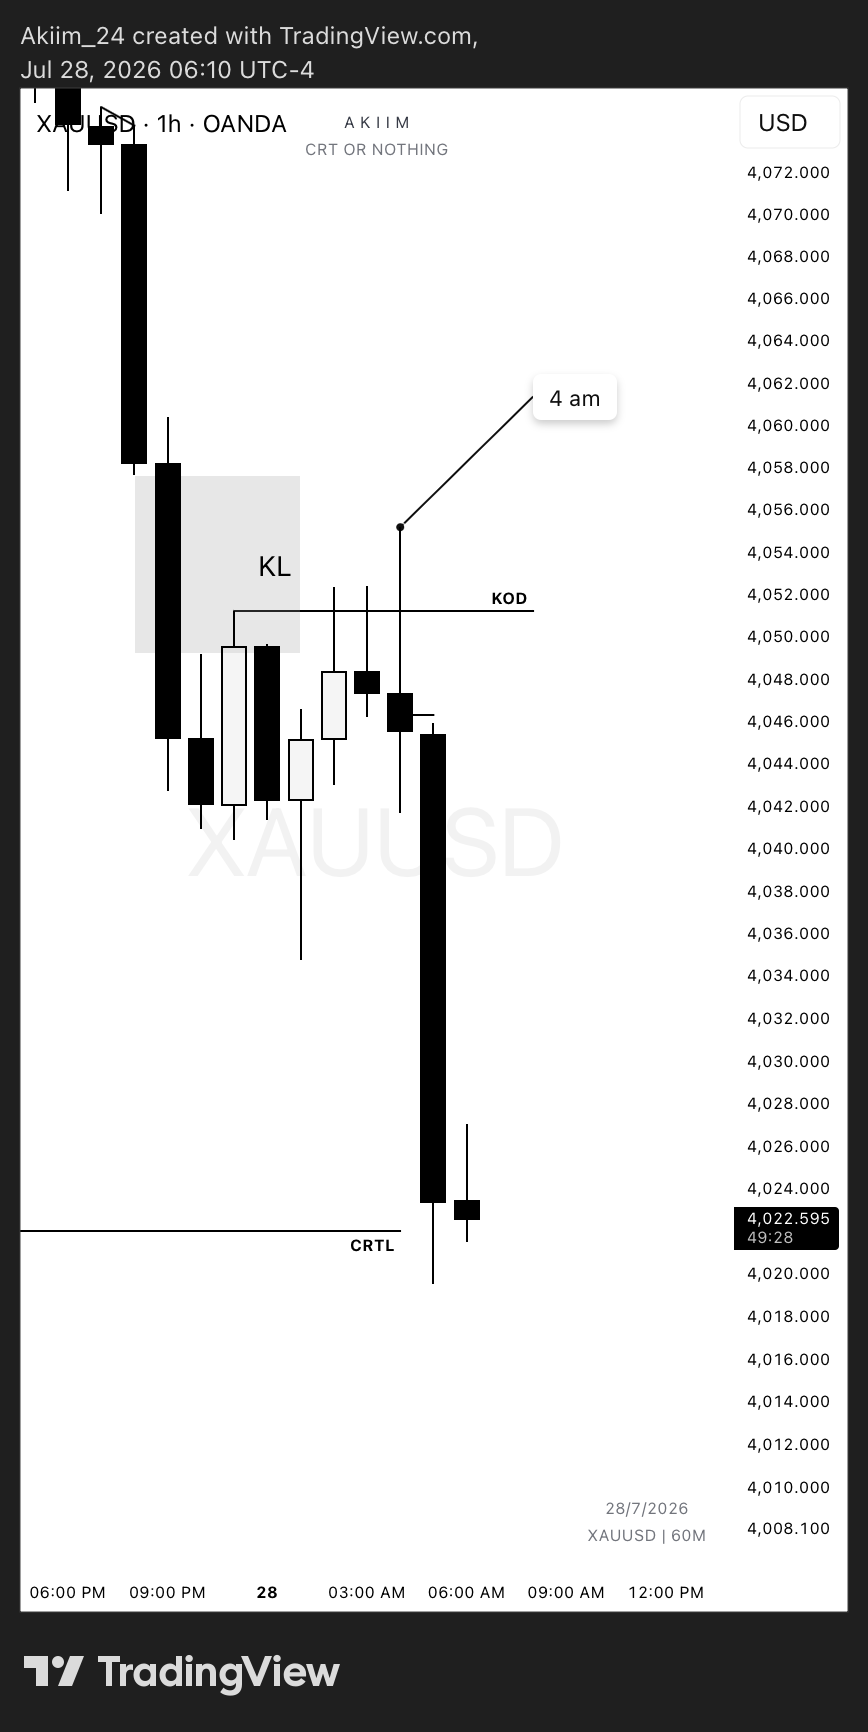 Akiim_24 created with TradingView.com,
Jul 28, 2026 06:10 UTC-4
XAUUSD · 1h · OANDA
AKIIM
CRT OR NOTHING
USD
4,072.000
4,070.000
4,068.000
4,066.000
4,064.000
4,062.000
4 am
4,060.000
4,058.000
4,056.000
KL
4,054.000
KOD
4,052.000
4,050.000
4,048.000
4,046.000
4,044.000
4,042.000
XAUUSD
4,040.000
4,038.000
4,036.000
4,034.000
4,032.000
4,030.000
4,028.000
4,026.000
4,024.000
4,022.595
49:28
CRTL
4,020.000
4,018.000
4,016.000
4,014.000
4,012.000
4,010.000
28/7/2026
4,008.100
XAUUSD | 60M
06:00 PM 09:00 PM 28 03:00 AM 06:00 AM 09:00 AM 12:00 PM
TradingView